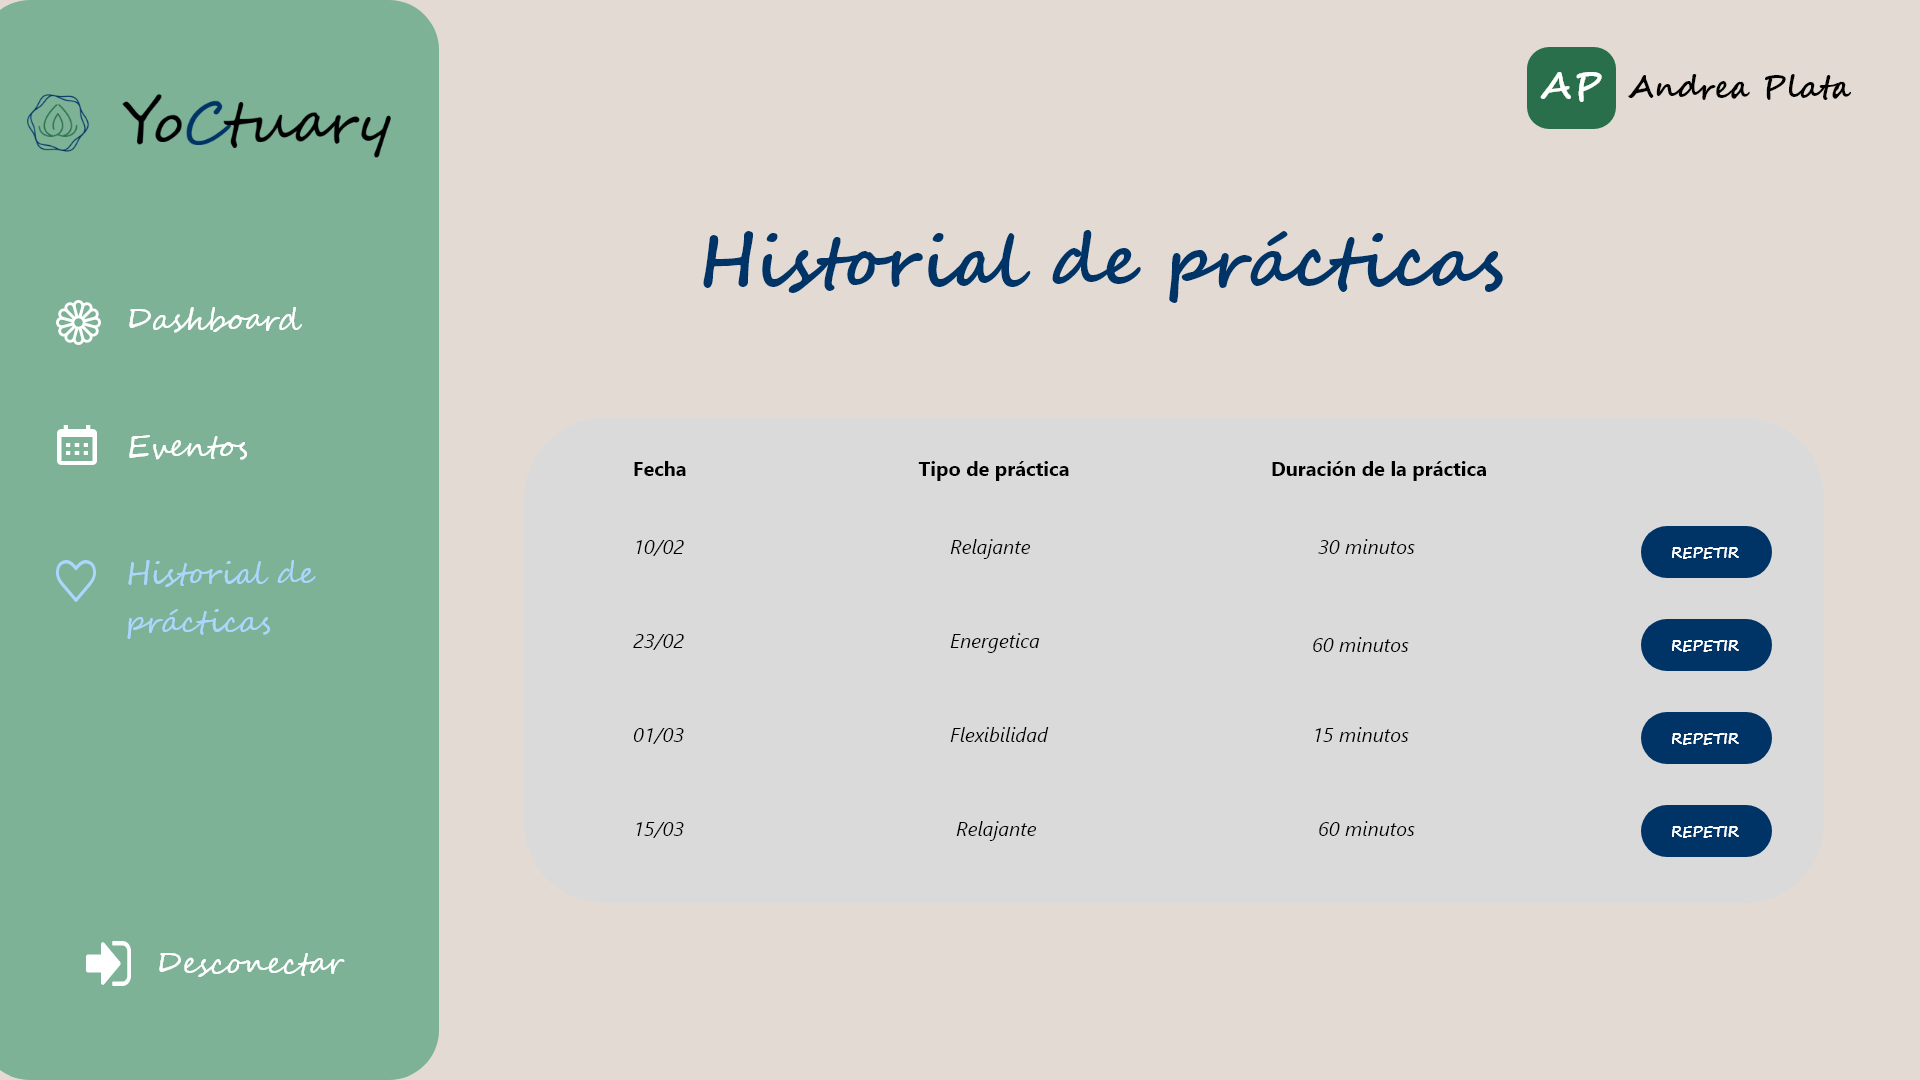 YoCtuary
AP Andrea Plata
Dashboard
Eventos
Historial de
prácticas
Desconectar
Historial de prácticas
Fecha Tipo de práctica Duración de la práctica
10/02 Relajante 30 minutos REPETIR
23/02 Energetica 60 minutos REPETIR
01/03 Flexibilidad 15 minutos REPETIR
15/03 Relajante 60 minutos REPETIR